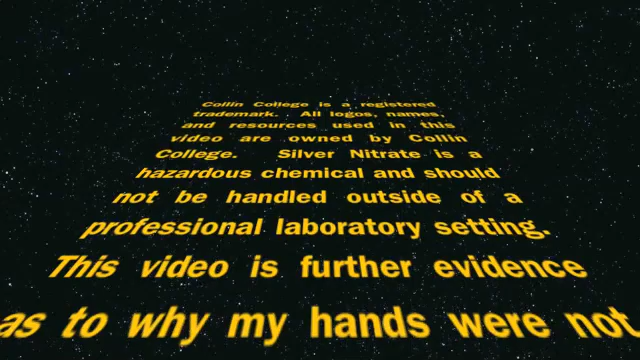 Collin College is a registered
trademark. All logos, names,
and resources used in this
video are owned by Collin
College. Silver Nitrate is a
hazardous chemical and should
not be handled outside of a
professional laboratory setting.
This video is further evidence
as to why my hands were not